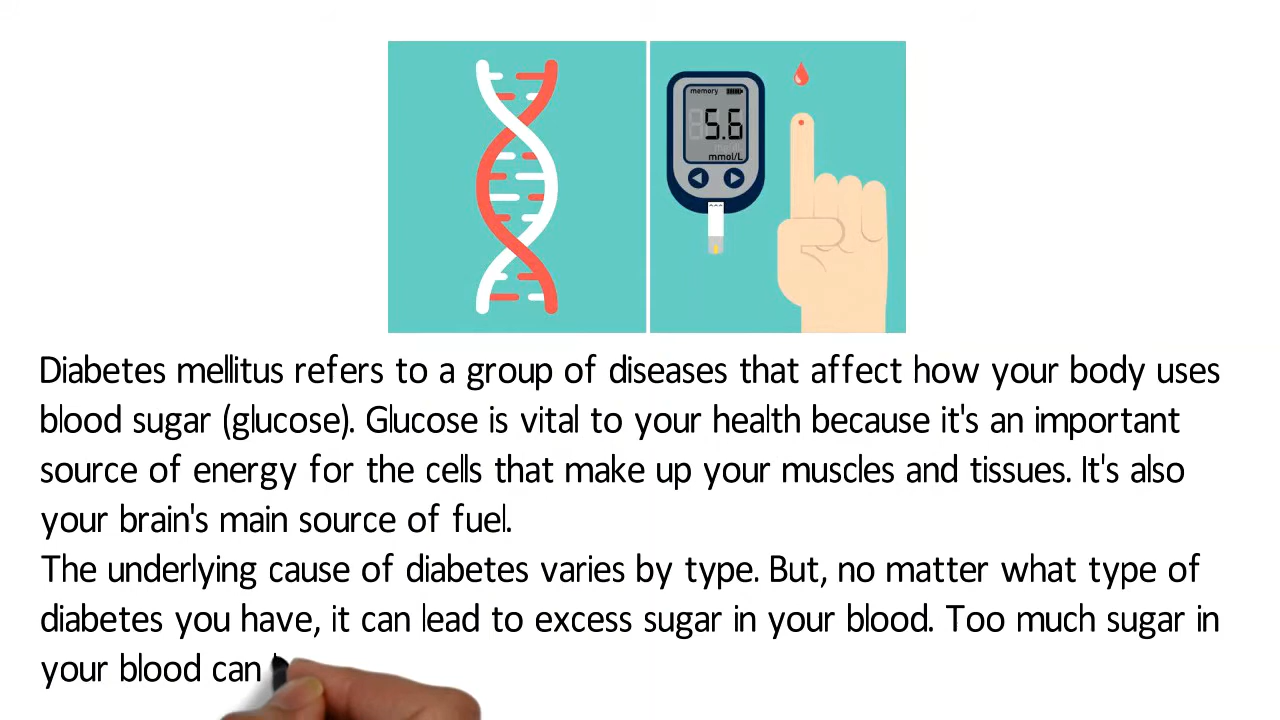 memory
5.6
mmol/L
Diabetes mellitus refers to a group of diseases that affect how your body uses
blood sugar (glucose). Glucose is vital to your health because it's an important
source of energy for the cells that make up your muscles and tissues. It's also
your brain's main source of fuel.
The underlying cause of diabetes varies by type. But, no matter what type of
diabetes you have, it can lead to excess sugar in your blood. Too much sugar in
your blood can